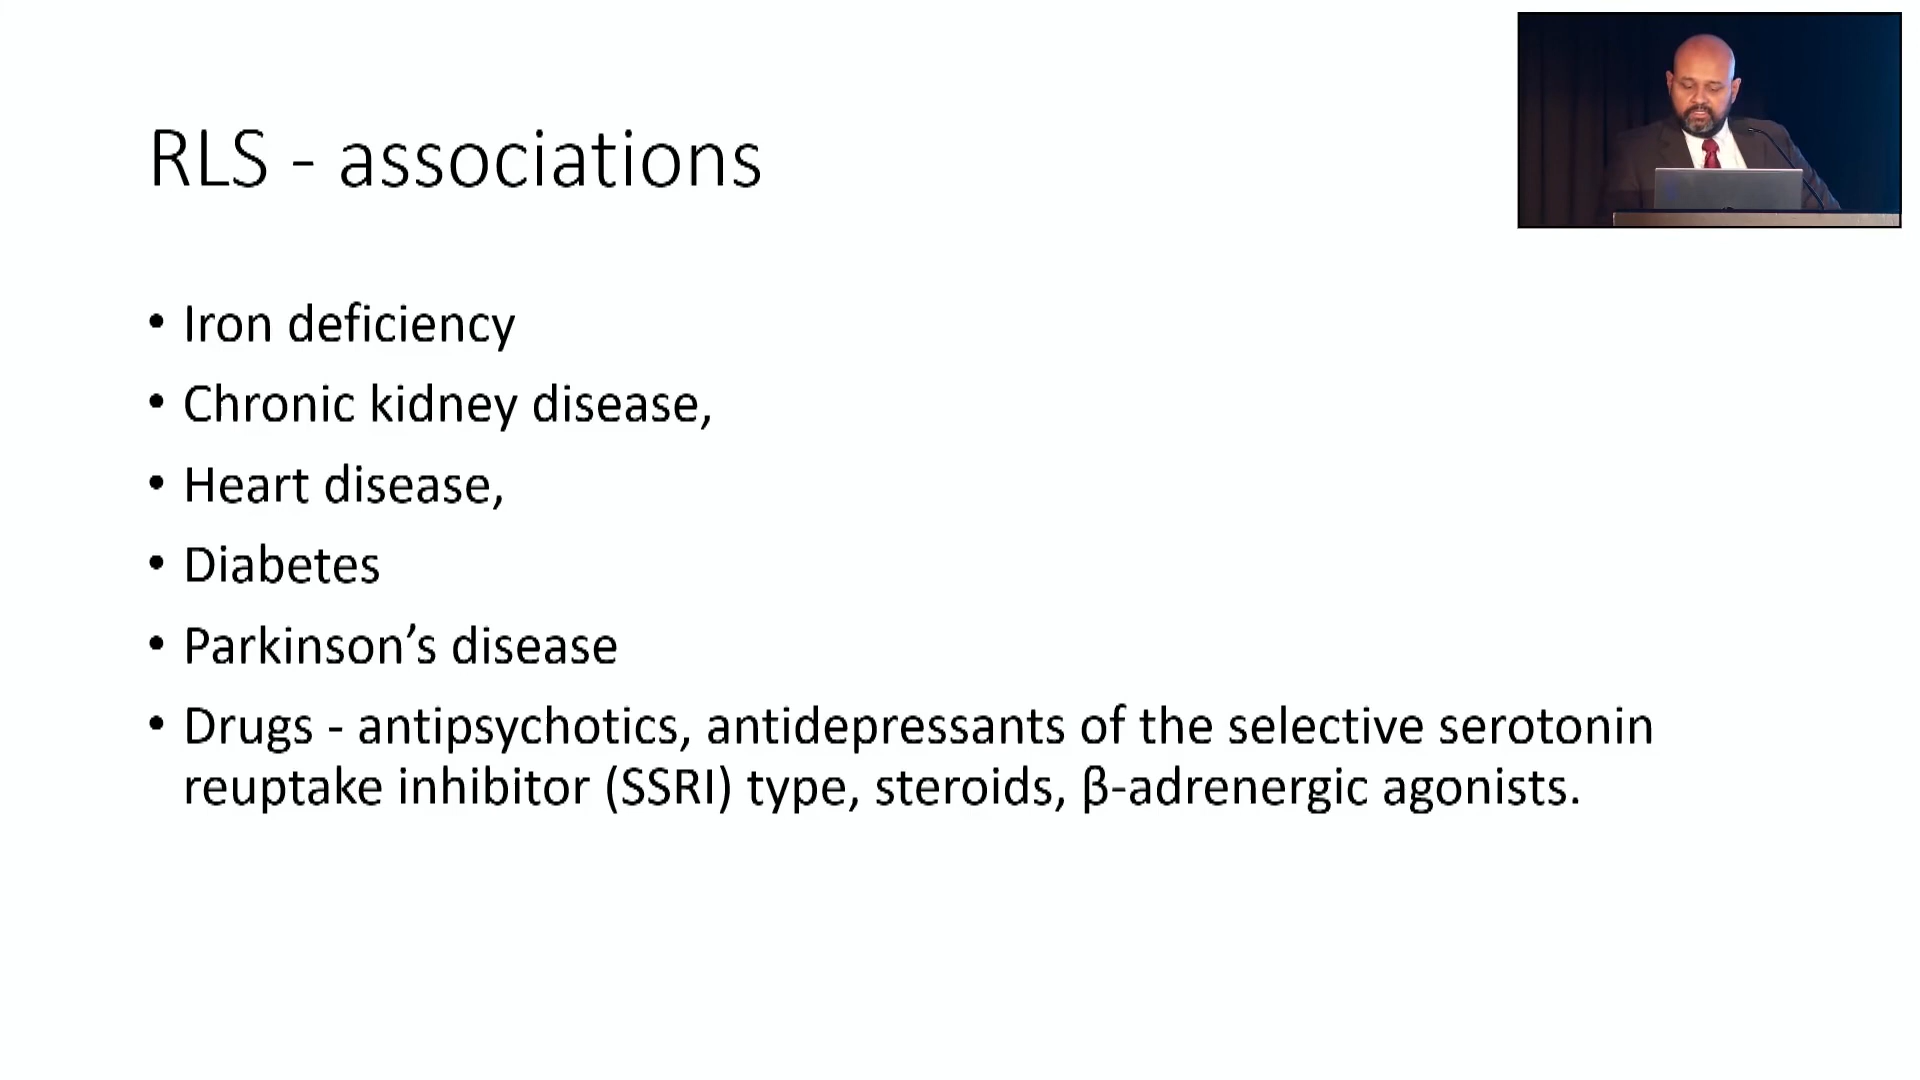 RLS - associations
• Iron deficiency
• Chronic kidney disease,
• Heart disease,
• Diabetes
• Parkinson’s disease
• Drugs - antipsychotics, antidepressants of the selective serotonin
reuptake inhibitor (SSRI) type, steroids, β-adrenergic agonists.